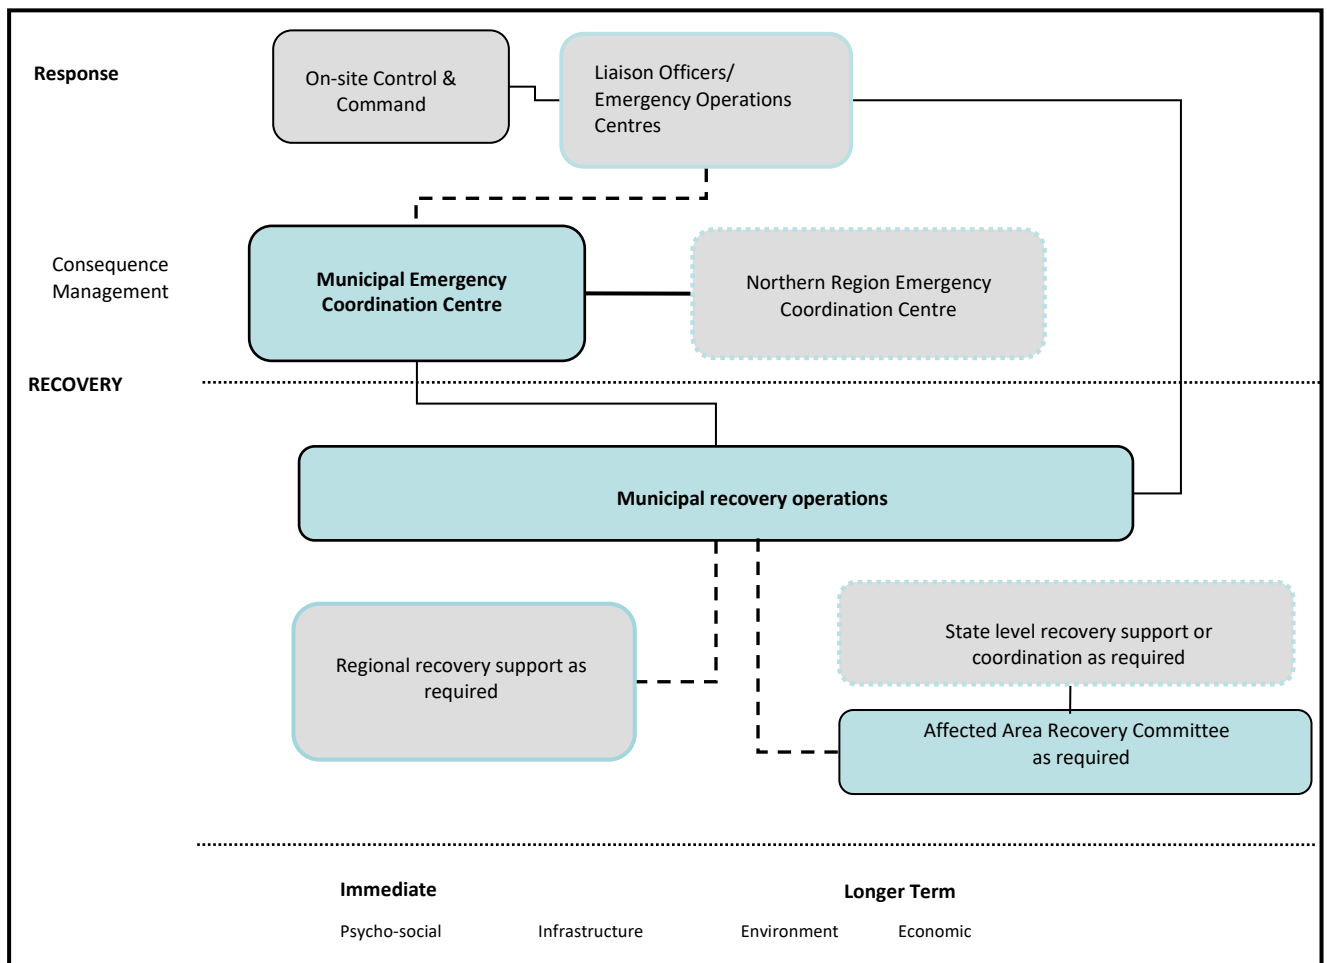 Response
On-site Control &
Command
Liaison Officers/
Emergency Operations
Centres
Consequence
Management
Municipal Emergency
Coordination Centre
Northern Region Emergency
Coordination Centre
RECOVERY
Municipal recovery operations
Regional recovery support as
required
State level recovery support or
coordination as required
Affected Area Recovery Committee
as required
Immediate
Longer Term
Psycho-social
Infrastructure
Environment
Economic